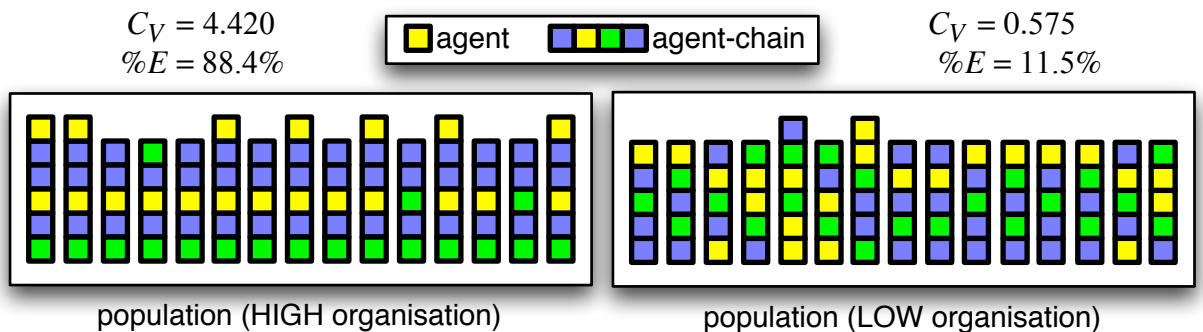 C_V = 4.420
%E = 88.4%
agent agent-chain
C_V = 0.575
%E = 11.5%
population (HIGH organisation)
population (LOW organisation)